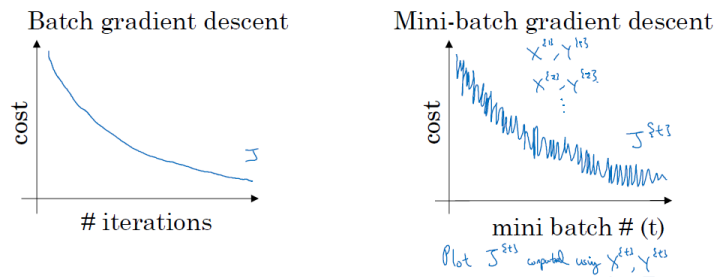 Batch gradient descent
cost
J
# iterations
Mini-batch gradient descent
X^{1}, Y^{1}
X^{2}, Y^{2}
⋮
cost
J^{t}
mini batch # (t)
Plot J^{t} computed using X^{t}, Y^{t}